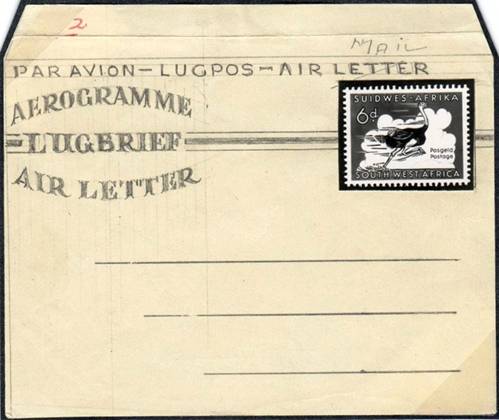 2
MAIL
PAR AVION – LUGPOS – AIR LETTER
AEROGRAMME
– LUGBRIEF –
AIR LETTER
SUIDWES-AFRIKA
6d
Posgeld
Postage
SOUTH WEST AFRICA